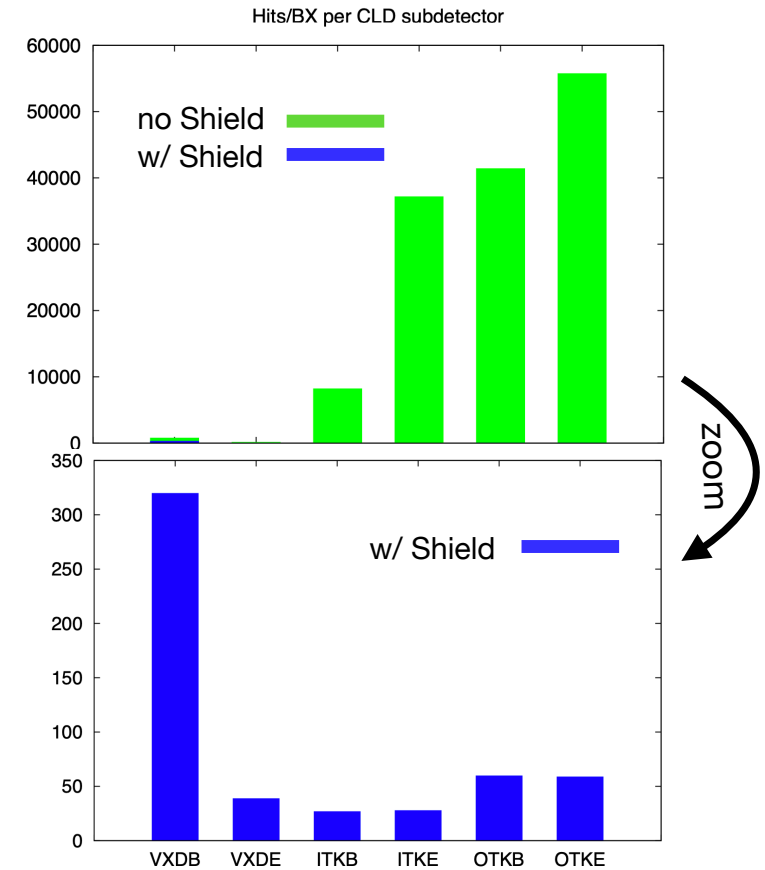 Hits/BX per CLD subdetector
60000
50000
40000
30000
20000
10000
0
no Shield
w/ Shield
zoom
350
300
250
200
150
100
50
0
w/ Shield
VXDB VXDE ITKB ITKE OTKB OTKE